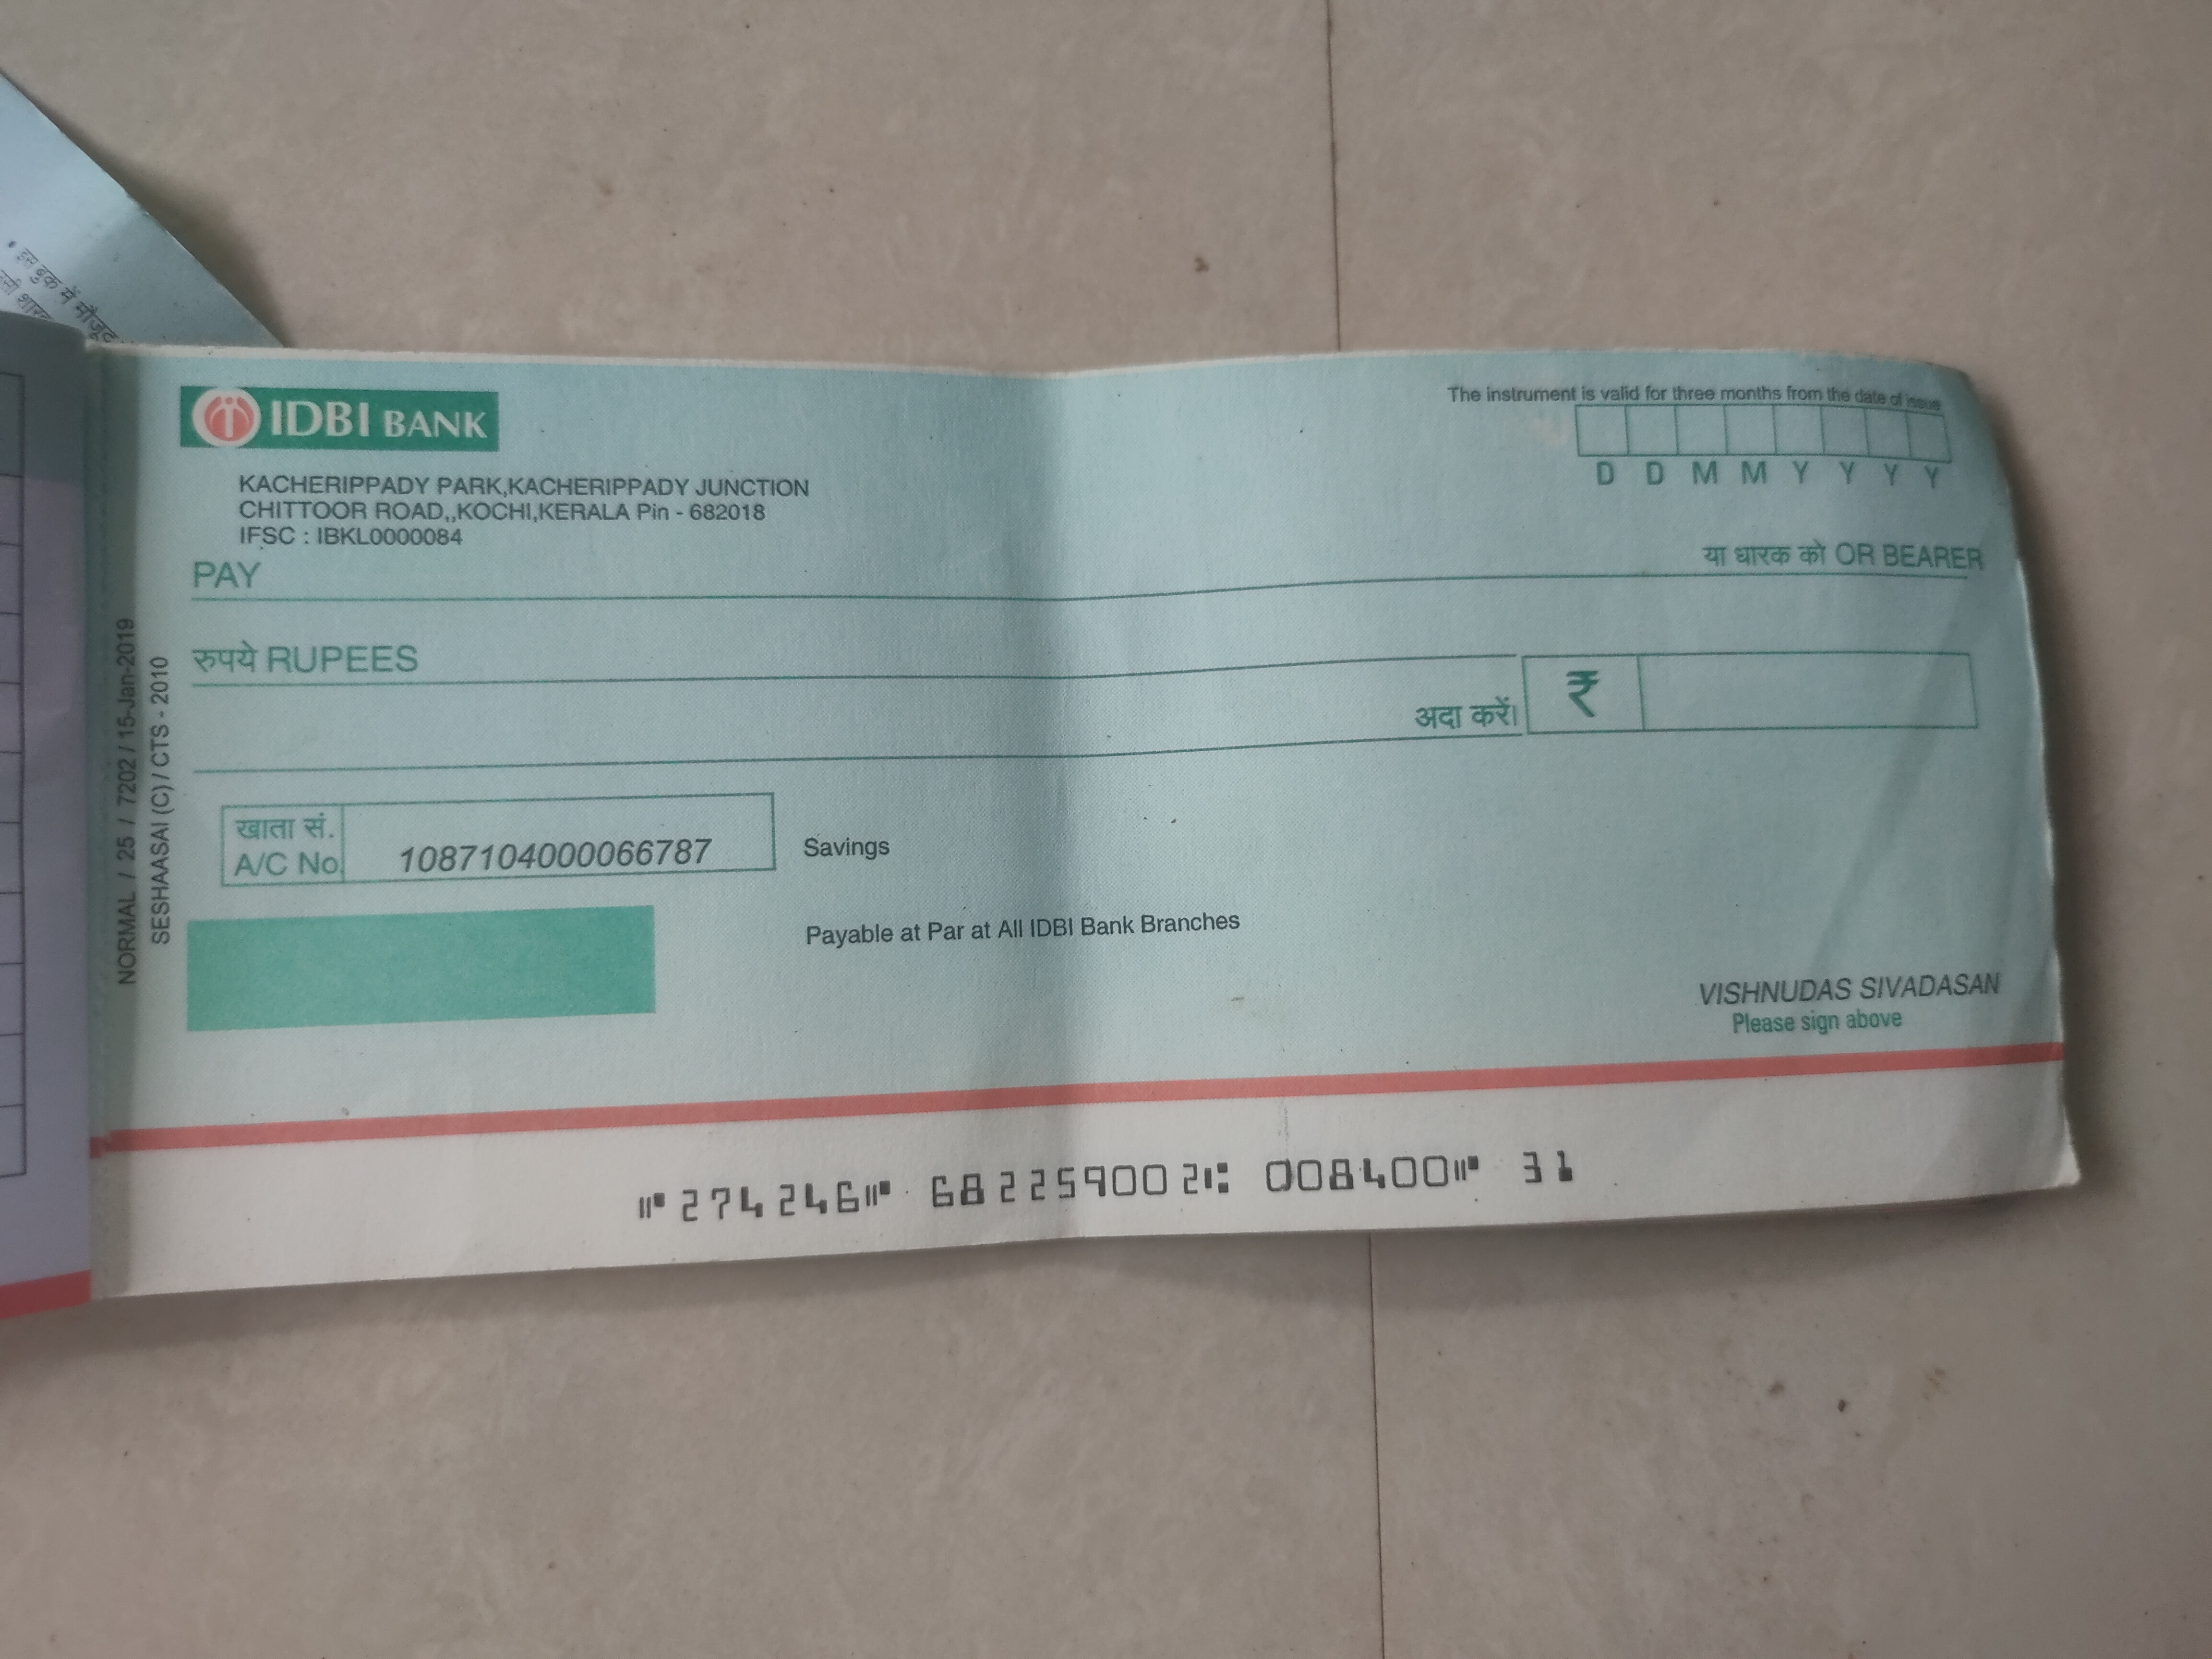 • इस बुक में मौजूद
IDBI BANK
The instrument is valid for three months from the date of issue
D D M M Y Y Y Y
KACHERIPPADY PARK,KACHERIPPADY JUNCTION
CHITTOOR ROAD,,KOCHI,KERALA Pin - 682018
IFSC : IBKL0000084
PAY
या धारक को OR BEARER
रुपये RUPEES
अदा करें।
₹
खाता सं.
A/C No.
1087104000066787
Savings
Payable at Par at All IDBI Bank Branches
VISHNUDAS SIVADASAN
Please sign above
NORMAL / 25 / 7202 / 15-Jan-2019
SESHAASAI (C) / CTS - 2010
⑈274246⑈ 682259002⑆ 008400⑈ 31